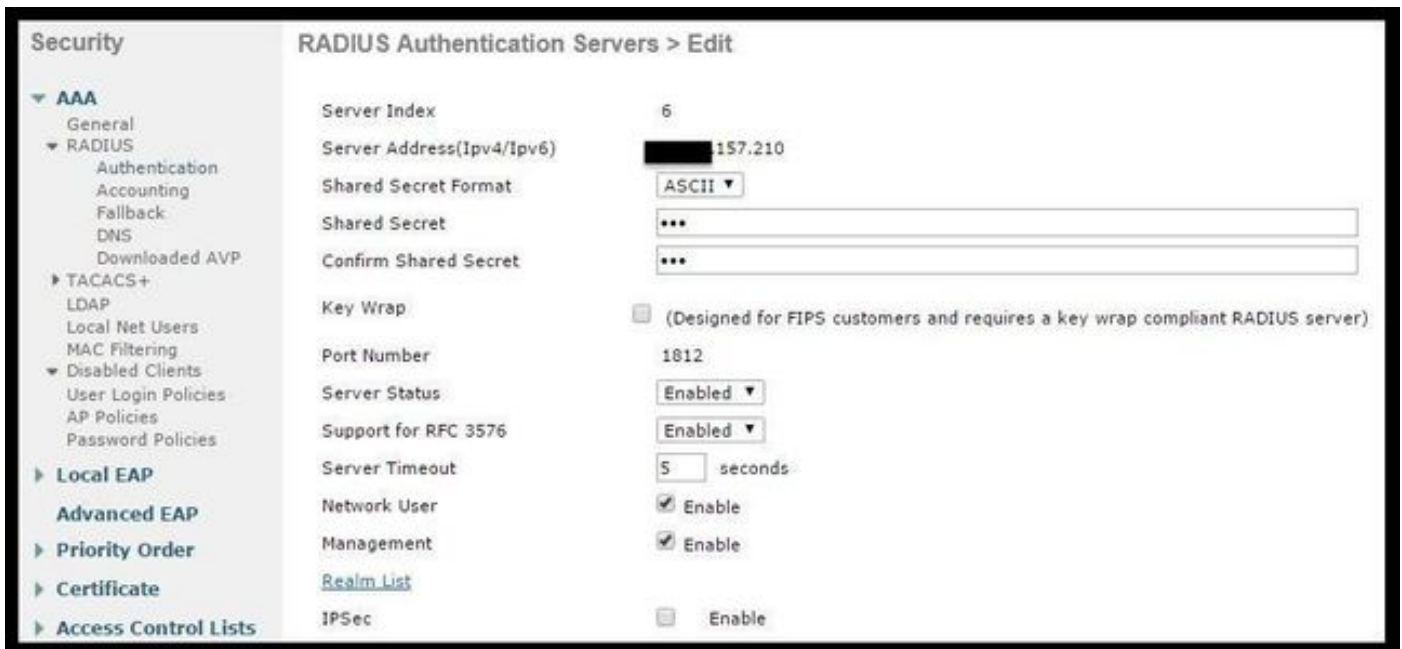 Security
AAA
General
RADIUS
Authentication
Accounting
Fallback
DNS
Downloaded AVP
TACACS+
LDAP
Local Net Users
MAC Filtering
Disabled Clients
User Login Policies
AP Policies
Password Policies
Local EAP
Advanced EAP
Priority Order
Certificate
Access Control Lists
RADIUS Authentication Servers > Edit
Server Index 6
Server Address(Ipv4/Ipv6) .157.210
Shared Secret Format ASCII
Shared Secret •••
Confirm Shared Secret •••
Key Wrap (Designed for FIPS customers and requires a key wrap compliant RADIUS server)
Port Number 1812
Server Status Enabled
Support for RFC 3576 Enabled
Server Timeout 5 seconds
Network User Enable
Management Enable
Realm List
IPSec Enable